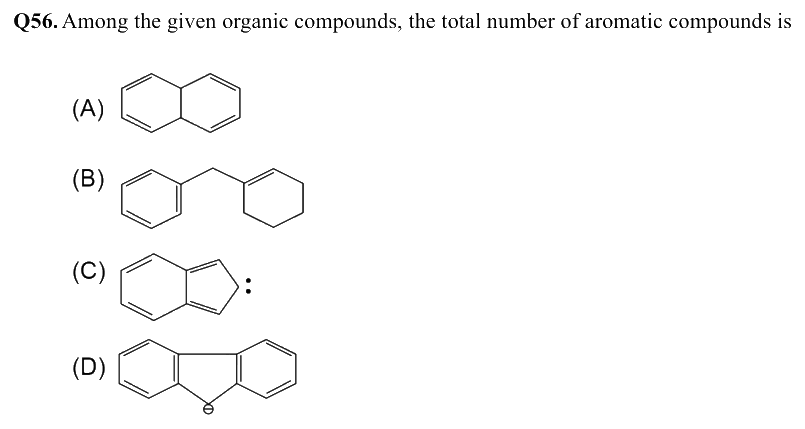 Q56. Among the given organic compounds, the total number of aromatic compounds is
(A)
(B)
(C)
:
(D)
⊖